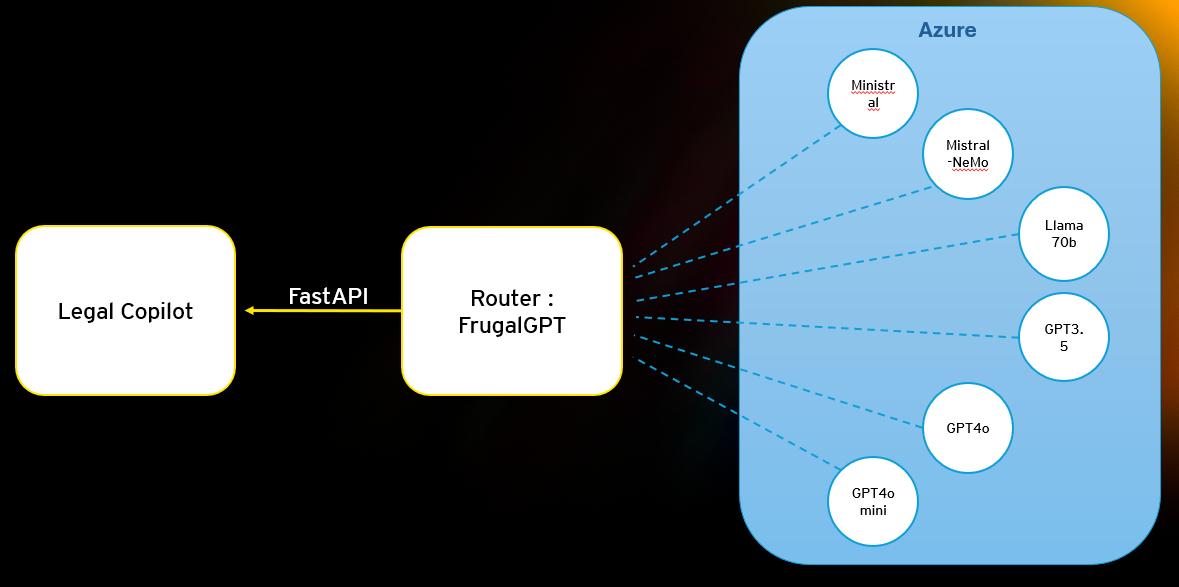 Azure
Ministr
al
Mistral
-NeMo
Llama
70b
Legal Copilot
FastAPI
Router :
FrugalGPT
GPT3.
5
GPT4o
GPT4o
mini